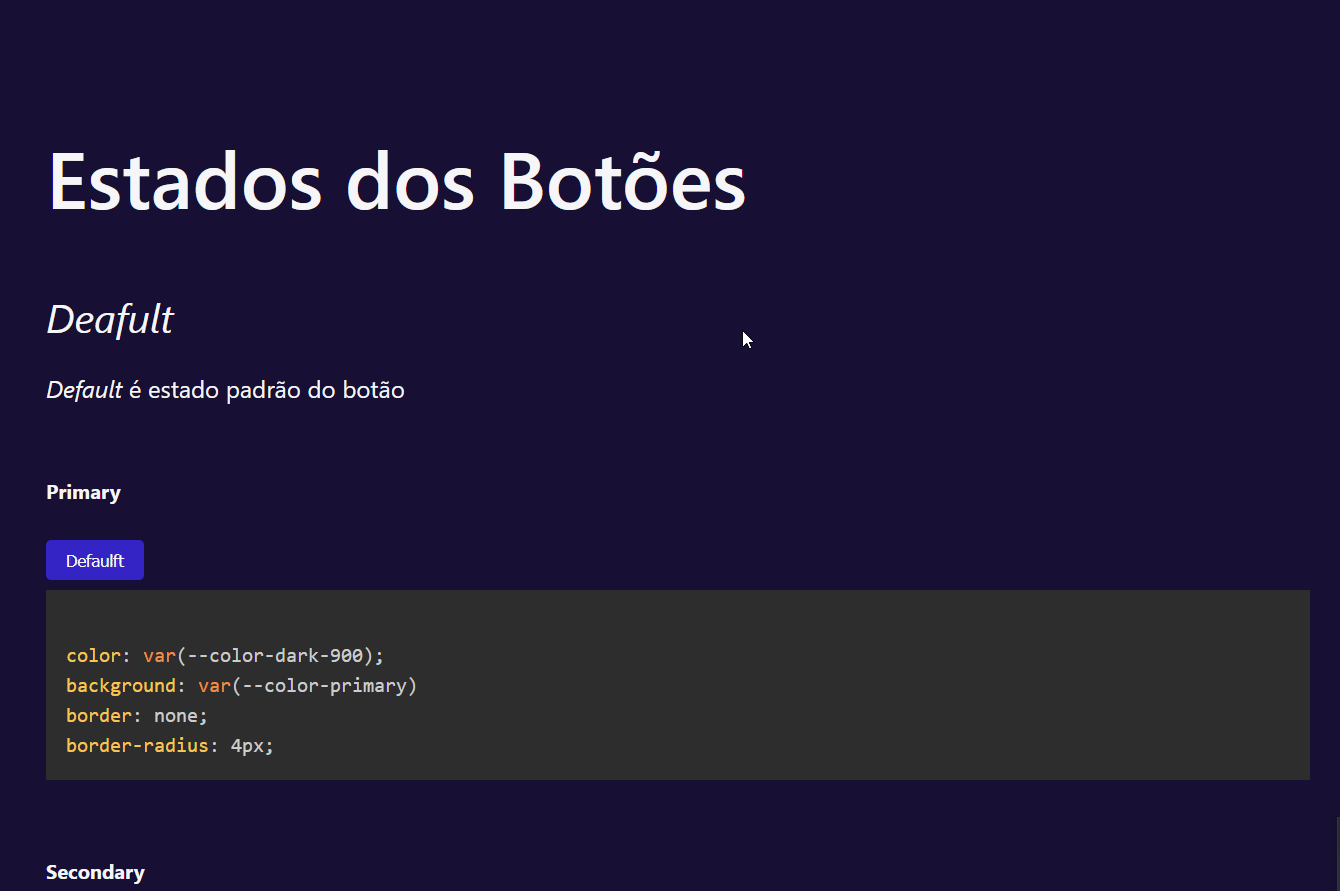 Estados dos Botões
Deafult
Default é estado padrão do botão
Primary
Defaulft
color: var(--color-dark-900);
background: var(--color-primary)
border: none;
border-radius: 4px;
Secondary